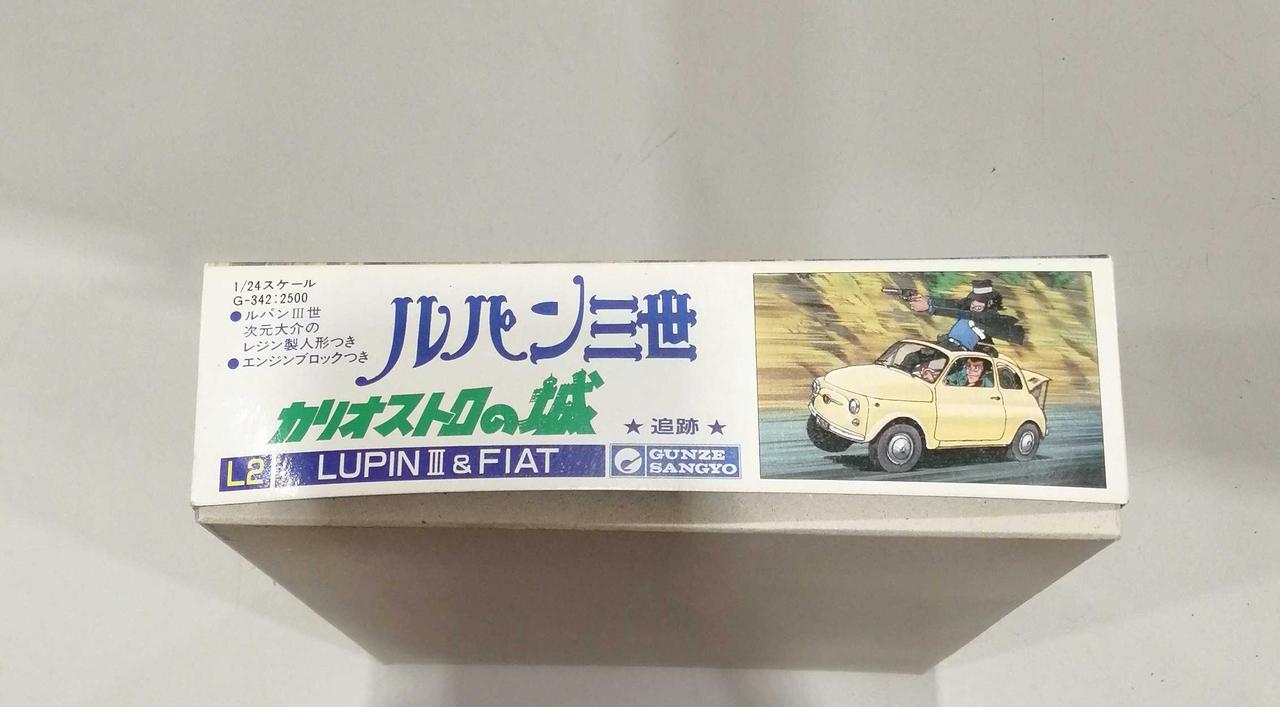 1/24スケール
G-342:2500
●ルパンIII世
次元大介の
レジン製人形つき
●エンジンブロックつき
ルパン三世
カリオストロの城
★ 追跡 ★
L2 LUPIN III & FIAT
GUNZE
SANGYO